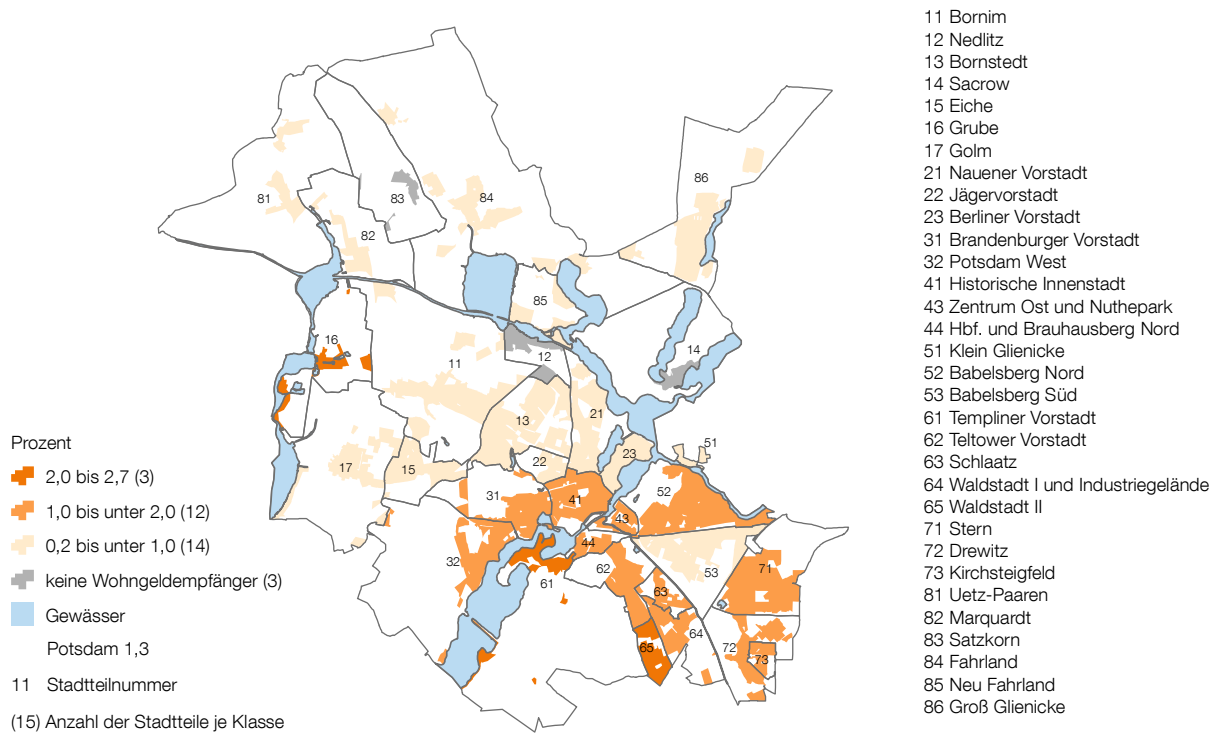 11 Bornim
12 Nedlitz
13 Bornstedt
14 Sacrow
15 Eiche
16 Grube
17 Golm
21 Nauener Vorstadt
22 Jägervorstadt
23 Berliner Vorstadt
31 Brandenburger Vorstadt
32 Potsdam West
41 Historische Innenstadt
43 Zentrum Ost und Nuthepark
44 Hbf. und Brauhausberg Nord
51 Klein Glienicke
52 Babelsberg Nord
53 Babelsberg Süd
61 Templiner Vorstadt
62 Teltower Vorstadt
63 Schlaatz
64 Waldstadt I und Industriegelände
65 Waldstadt II
71 Stern
72 Drewitz
73 Kirchsteigfeld
81 Uetz-Paaren
82 Marquardt
83 Satzkorn
84 Fahrland
85 Neu Fahrland
86 Groß Glienicke
86
81
83
84
82
85
16
11
12
14
13
21
51
17
15
22
23
31
41
52
43
32
44
61
62
53
71
63
64
65
72
73
Prozent
2,0 bis 2,7 (3)
1,0 bis unter 2,0 (12)
0,2 bis unter 1,0 (14)
keine Wohngeldempfänger (3)
Gewässer
Potsdam 1,3
11 Stadtteilnummer
(15) Anzahl der Stadtteile je Klasse